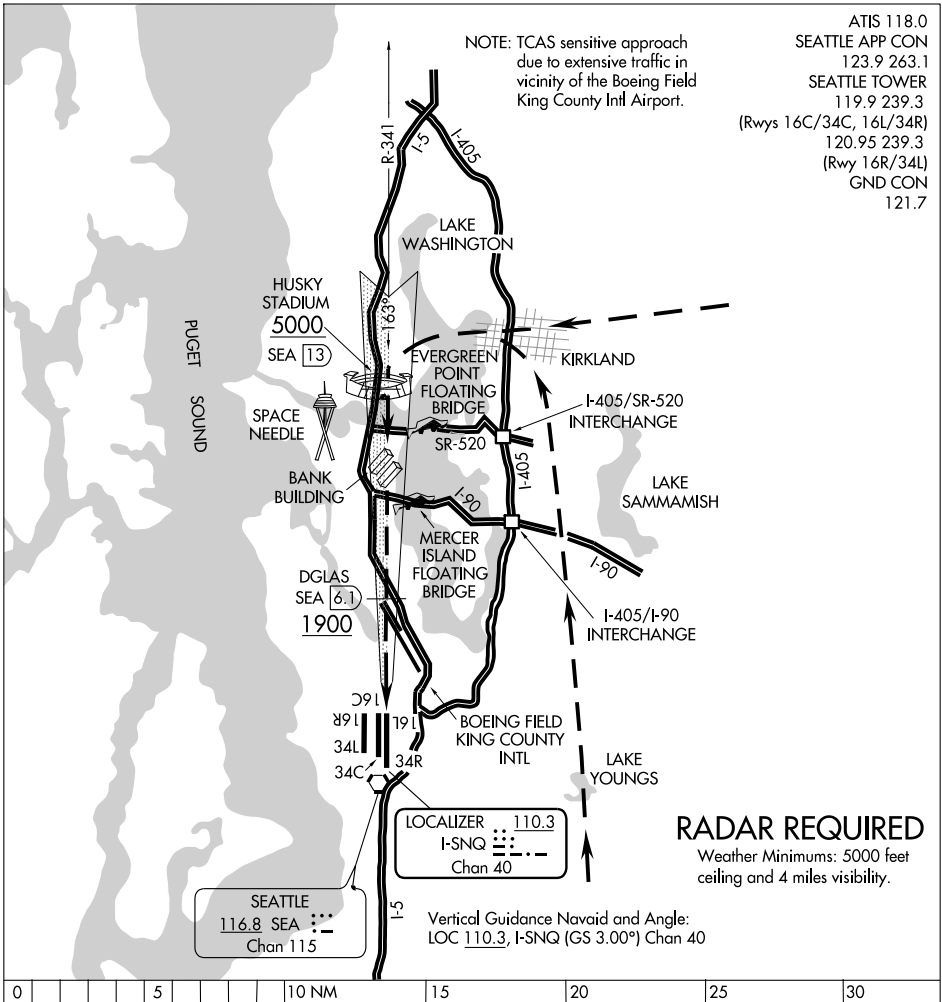 ATIS 118.0
SEATTLE APP CON
123.9 263.1
SEATTLE TOWER
119.9 239.3
(Rwys 16C/34C, 16L/34R)
120.95 239.3
(Rwy 16R/34L)
GND CON
121.7
NOTE: TCAS sensitive approach
due to extensive traffic in
vicinity of the Boeing Field
King County Intl Airport.
R-341
I-5
I-405
LAKE
WASHINGTON
HUSKY
STADIUM
5000
SEA 13
163°
PUGET
SOUND
EVERGREEN
POINT
FLOATING
BRIDGE
KIRKLAND
SPACE
NEEDLE
SR-520
I-405/SR-520
INTERCHANGE
I-405
BANK
BUILDING
I-90
LAKE
SAMMAMISH
MERCER
ISLAND
FLOATING
BRIDGE
I-90
DGLAS
SEA 6.1
1900
I-405/I-90
INTERCHANGE
16C
16R
16L
34L
34C
34R
BOEING FIELD
KING COUNTY
INTL
LAKE
YOUNGS
LOCALIZER 110.3
I-SNQ
Chan 40
RADAR REQUIRED
Weather Minimums: 5000 feet
ceiling and 4 miles visibility.
SEATTLE
116.8 SEA
Chan 115
I-5
Vertical Guidance Navaid and Angle:
LOC 110.3, I-SNQ (GS 3.00°) Chan 40
0 5 10 NM 15 20 25 30